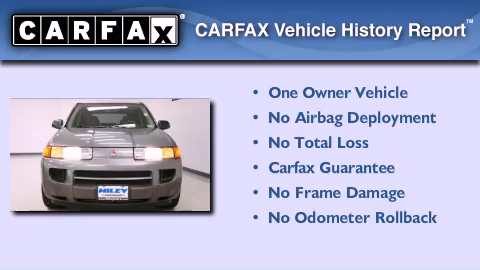 CARFAX® CARFAX Vehicle History Report™
• One Owner Vehicle
• No Airbag Deployment
• No Total Loss
• Carfax Guarantee
• No Frame Damage
• No Odometer Rollback
HILEY